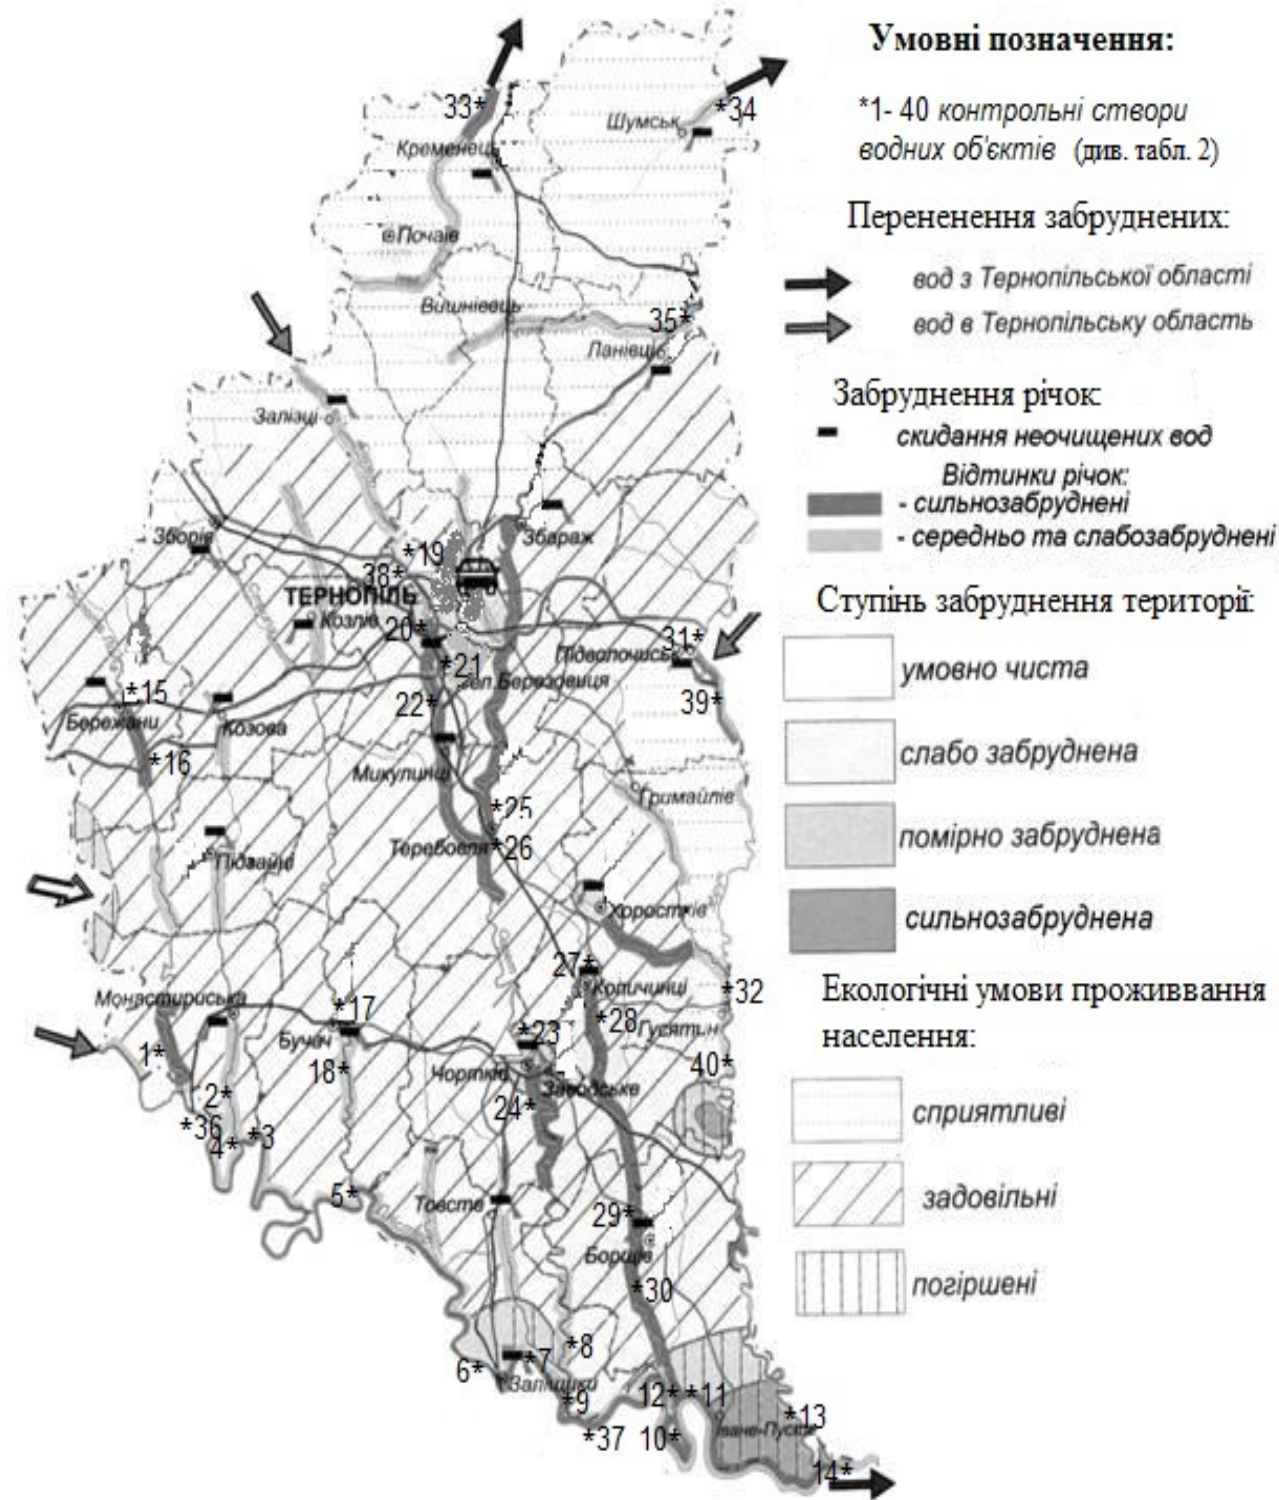 Умовні позначення:
*1- 40 контрольні створи
водних об'єктів (див. табл. 2)
Перененення забруднених:
вод з Тернопільської області
вод в Тернопільську область
Забруднення річок:
скидання неочищених вод
Відтинки річок:
- сильнозабруднені
- середньо та слабозабруднені
Ступінь забруднення території:
умовно чиста
слабо забруднена
помірно забруднена
сильнозабруднена
Екологічні умови проживвання
населення:
сприятливі
задовільні
погіршені
33*
*34
Шумськ
Кременець
Почаїв
Вишнівець
35*
Ланівці
Залізці
Зборів
*19
Збараж
38*
ТЕРНОПІЛЬ
Козлів
20*
31*
Підволочиськ
*21
сел. Березовиця
*15
22*
39*
Бережани
Козова
*16
Микулинці
Гримайлів
*25
Теребовля
*26
Підгайці
Хоростків
27*
Копичинці
*32
Монастириська
*17
*28
Гусятин
*23
Бучач
1*
18*
40*
Чортків
Заводське
2*
24*
*36
*3
4*
5*
Товсте
29*
Борщів
*30
*8
6*
*7
Заліщики
12*
*11
*9
*13
*37
10*
Іване-Пусте
14*